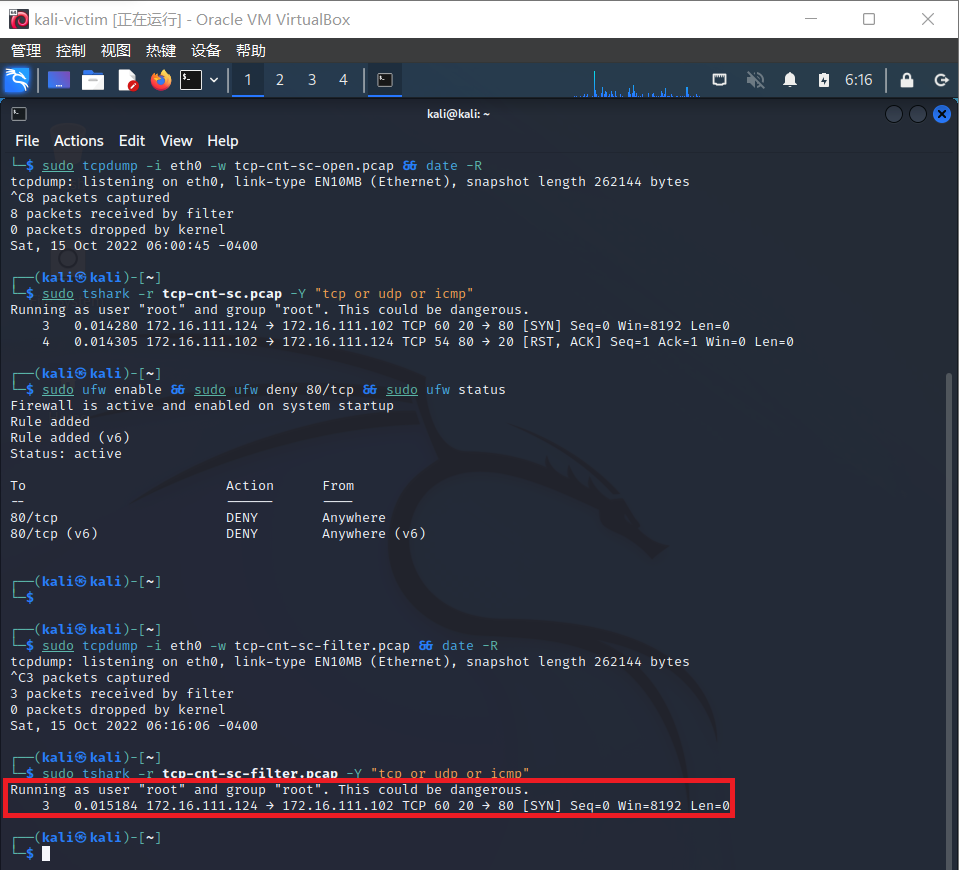 kali-victim [正在运行] - Oracle VM VirtualBox
管理 控制 视图 热键 设备 帮助
1 2 3 4 6:16
kali@kali: ~
File Actions Edit View Help
└─$ sudo tcpdump -i eth0 -w tcp-cnt-sc-open.pcap && date -R
tcpdump: listening on eth0, link-type EN10MB (Ethernet), snapshot length 262144 bytes
^C8 packets captured
8 packets received by filter
0 packets dropped by kernel
Sat, 15 Oct 2022 06:00:45 -0400
┌──(kali㉿kali)-[~]
└─$ sudo tshark -r tcp-cnt-sc.pcap -Y "tcp or udp or icmp"
Running as user "root" and group "root". This could be dangerous.
3 0.014280 172.16.111.124 → 172.16.111.102 TCP 60 20 → 80 [SYN] Seq=0 Win=8192 Len=0
4 0.014305 172.16.111.102 → 172.16.111.124 TCP 54 80 → 20 [RST, ACK] Seq=1 Ack=1 Win=0 Len=0
┌──(kali㉿kali)-[~]
└─$ sudo ufw enable && sudo ufw deny 80/tcp && sudo ufw status
Firewall is active and enabled on system startup
Rule added
Rule added (v6)
Status: active
To Action From
-- ------ ----
80/tcp DENY Anywhere
80/tcp (v6) DENY Anywhere (v6)
┌──(kali㉿kali)-[~]
└─$
┌──(kali㉿kali)-[~]
└─$ sudo tcpdump -i eth0 -w tcp-cnt-sc-filter.pcap && date -R
tcpdump: listening on eth0, link-type EN10MB (Ethernet), snapshot length 262144 bytes
^C3 packets captured
3 packets received by filter
0 packets dropped by kernel
Sat, 15 Oct 2022 06:16:06 -0400
┌──(kali㉿kali)-[~]
└─$ sudo tshark -r tcp-cnt-sc-filter.pcap -Y "tcp or udp or icmp"
Running as user "root" and group "root". This could be dangerous.
3 0.015184 172.16.111.124 → 172.16.111.102 TCP 60 20 → 80 [SYN] Seq=0 Win=8192 Len=0
┌──(kali㉿kali)-[~]
└─$